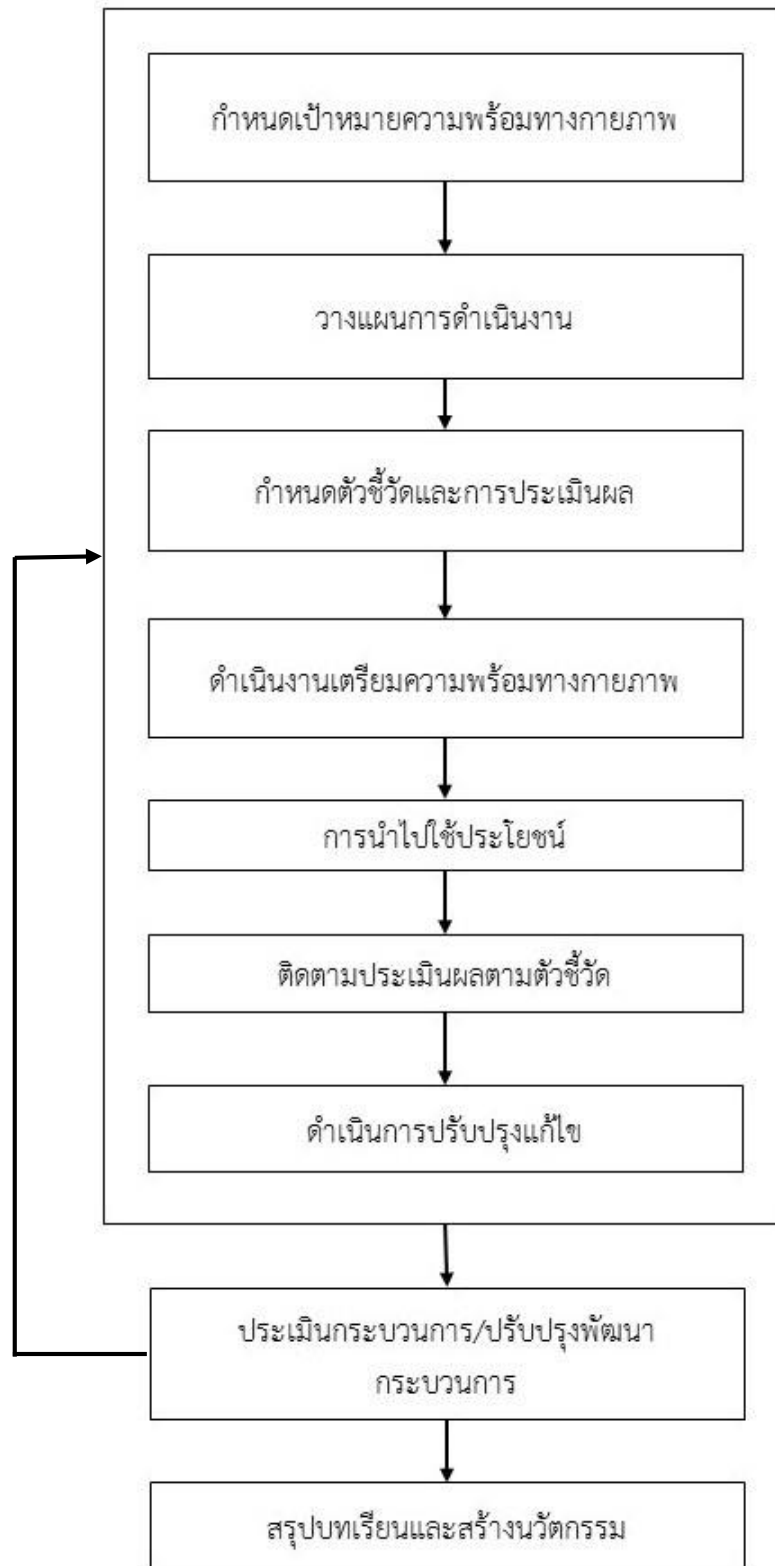 กำหนดเป้าหมายความพร้อมทางกายภาพ
วางแผนการดำเนินงาน
กำหนดตัวชี้วัดและการประเมินผล
ดำเนินงานเตรียมความพร้อมทางกายภาพ
การนำไปใช้ประโยชน์
ติดตามประเมินผลตามตัวชี้วัด
ดำเนินการปรับปรุงแก้ไข
ประเมินกระบวนการ/ปรับปรุงพัฒนา
กระบวนการ
สรุปบทเรียนและสร้างนวัตกรรม